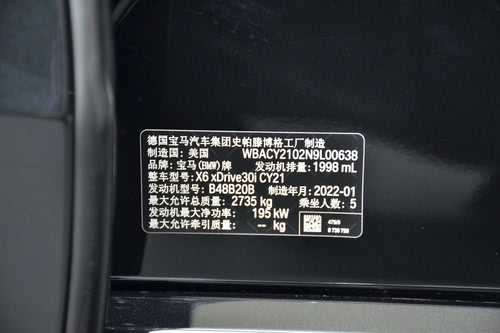 德国宝马汽车集团史帕滕博格工厂制造
制造国：美国 WBACY2102N9L00638
品牌：宝马(BMW)牌 发动机排量：1998 mL
整车型号：X6 xDrive30i CY21
发动机型号：B48B20B 制造年月：2022-01
最大允许总质量：2735 kg 乘坐人数：5
发动机最大净功率：195 kW
最大允许牵引质量：-- kg